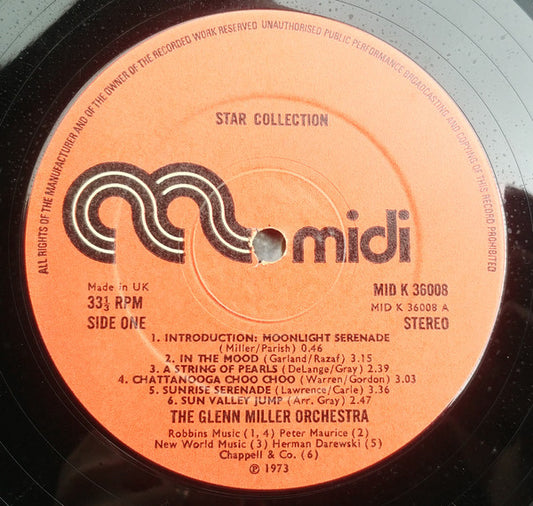 ALL RIGHTS OF THE MANUFACTURER AND OF THE OWNER OF THE RECORDED WORK RESERVED UNAUTHORISED PUBLIC PERFORMANCE BROADCASTING AND COPYING OF THIS RECORD PROHIBITED
STAR COLLECTION
midi
Made in UK
MID K 36008
33⅓ RPM
MID K 36008 A
SIDE ONE
STEREO
1. INTRODUCTION: MOONLIGHT SERENADE
(Miller/Parish) 0.46
2. IN THE MOOD (Garland/Razaf) 3.15
3. A STRING OF PEARLS (DeLange/Gray) 2.39
4. CHATTANOOGA CHOO CHOO (Warren/Gordon) 3.03
5. SUNRISE SERENADE (Lawrence/Carle) 3.36
6. SUN VALLEY JUMP (Arr. Gray) 2.47
THE GLENN MILLER ORCHESTRA
Robbins Music (1, 4) Peter Maurice (2)
New World Music (3) Herman Darewski (5)
Chappell & Co. (6)
℗ 1973